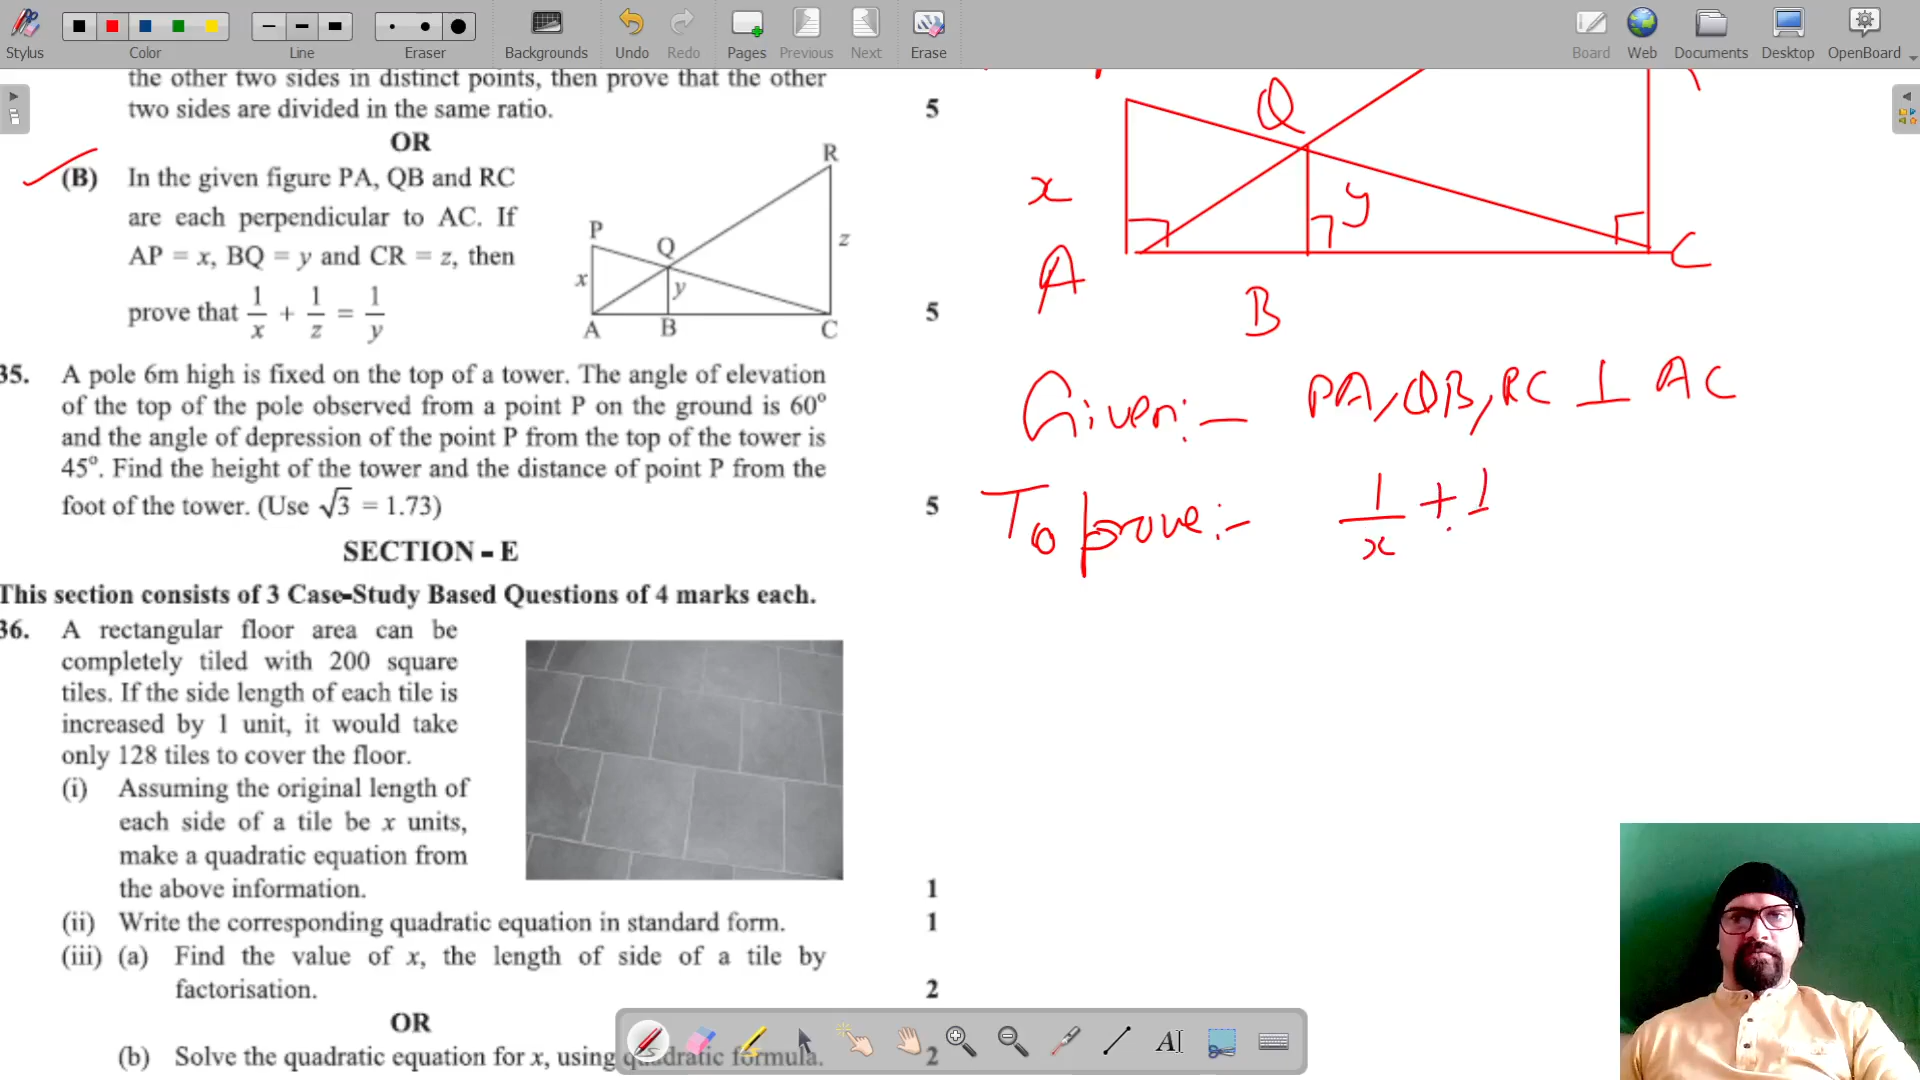 Stylus
Color
Line
Eraser
Backgrounds
Undo
Redo
Pages
Previous
Next
Erase
Board
Web
Documents
Desktop
OpenBoard
the other two sides in distinct points, then prove that the other
two sides are divided in the same ratio. 5
OR
(B) In the given figure PA, QB and RC
are each perpendicular to AC. If
AP = x, BQ = y and CR = z, then
prove that 1/x + 1/z = 1/y 5
R
P
Q
z
x
y
A B C
35. A pole 6m high is fixed on the top of a tower. The angle of elevation
of the top of the pole observed from a point P on the ground is 60°
and the angle of depression of the point P from the top of the tower is
45°. Find the height of the tower and the distance of point P from the
foot of the tower. (Use √3 = 1.73) 5
SECTION - E
This section consists of 3 Case-Study Based Questions of 4 marks each.
36. A rectangular floor area can be
completely tiled with 200 square
tiles. If the side length of each tile is
increased by 1 unit, it would take
only 128 tiles to cover the floor.
(i) Assuming the original length of
each side of a tile be x units,
make a quadratic equation from
the above information. 1
(ii) Write the corresponding quadratic equation in standard form. 1
(iii) (a) Find the value of x, the length of side of a tile by
factorisation. 2
OR
(b) Solve the quadratic equation for x, using quadratic formula. 2
Q
x
y
A
B
C
Given:- PA, QB, RC ⊥ AC
To prove:- 1/x + 1